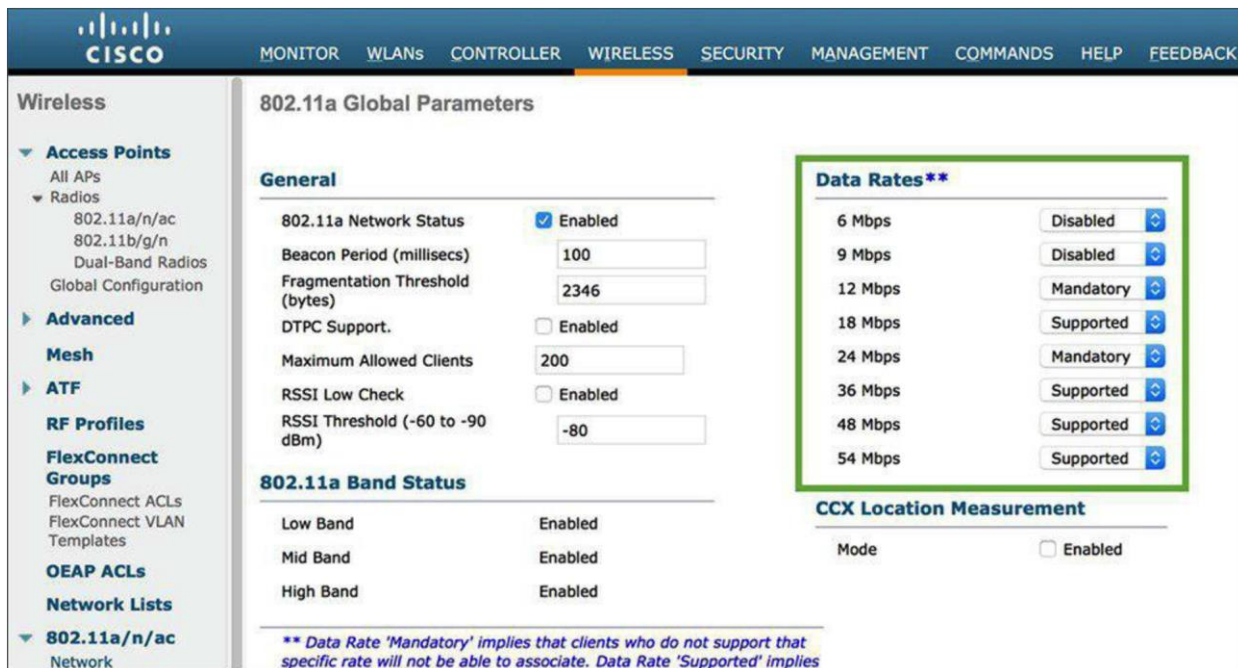 CISCO
MONITOR WLANs CONTROLLER WIRELESS SECURITY MANAGEMENT COMMANDS HELP FEEDBACK
Wireless
Access Points
All APs
Radios
802.11a/n/ac
802.11b/g/n
Dual-Band Radios
Global Configuration
Advanced
Mesh
ATF
RF Profiles
FlexConnect
Groups
FlexConnect ACLs
FlexConnect VLAN
Templates
OEAP ACLs
Network Lists
802.11a/n/ac
Network
802.11a Global Parameters
General
802.11a Network Status Enabled
Beacon Period (millisecs) 100
Fragmentation Threshold
(bytes) 2346
DTPC Support. Enabled
Maximum Allowed Clients 200
RSSI Low Check Enabled
RSSI Threshold (-60 to -90
dBm) -80
802.11a Band Status
Low Band Enabled
Mid Band Enabled
High Band Enabled
** Data Rate 'Mandatory' implies that clients who do not support that
specific rate will not be able to associate. Data Rate 'Supported' implies
Data Rates**
6 Mbps Disabled
9 Mbps Disabled
12 Mbps Mandatory
18 Mbps Supported
24 Mbps Mandatory
36 Mbps Supported
48 Mbps Supported
54 Mbps Supported
CCX Location Measurement
Mode Enabled